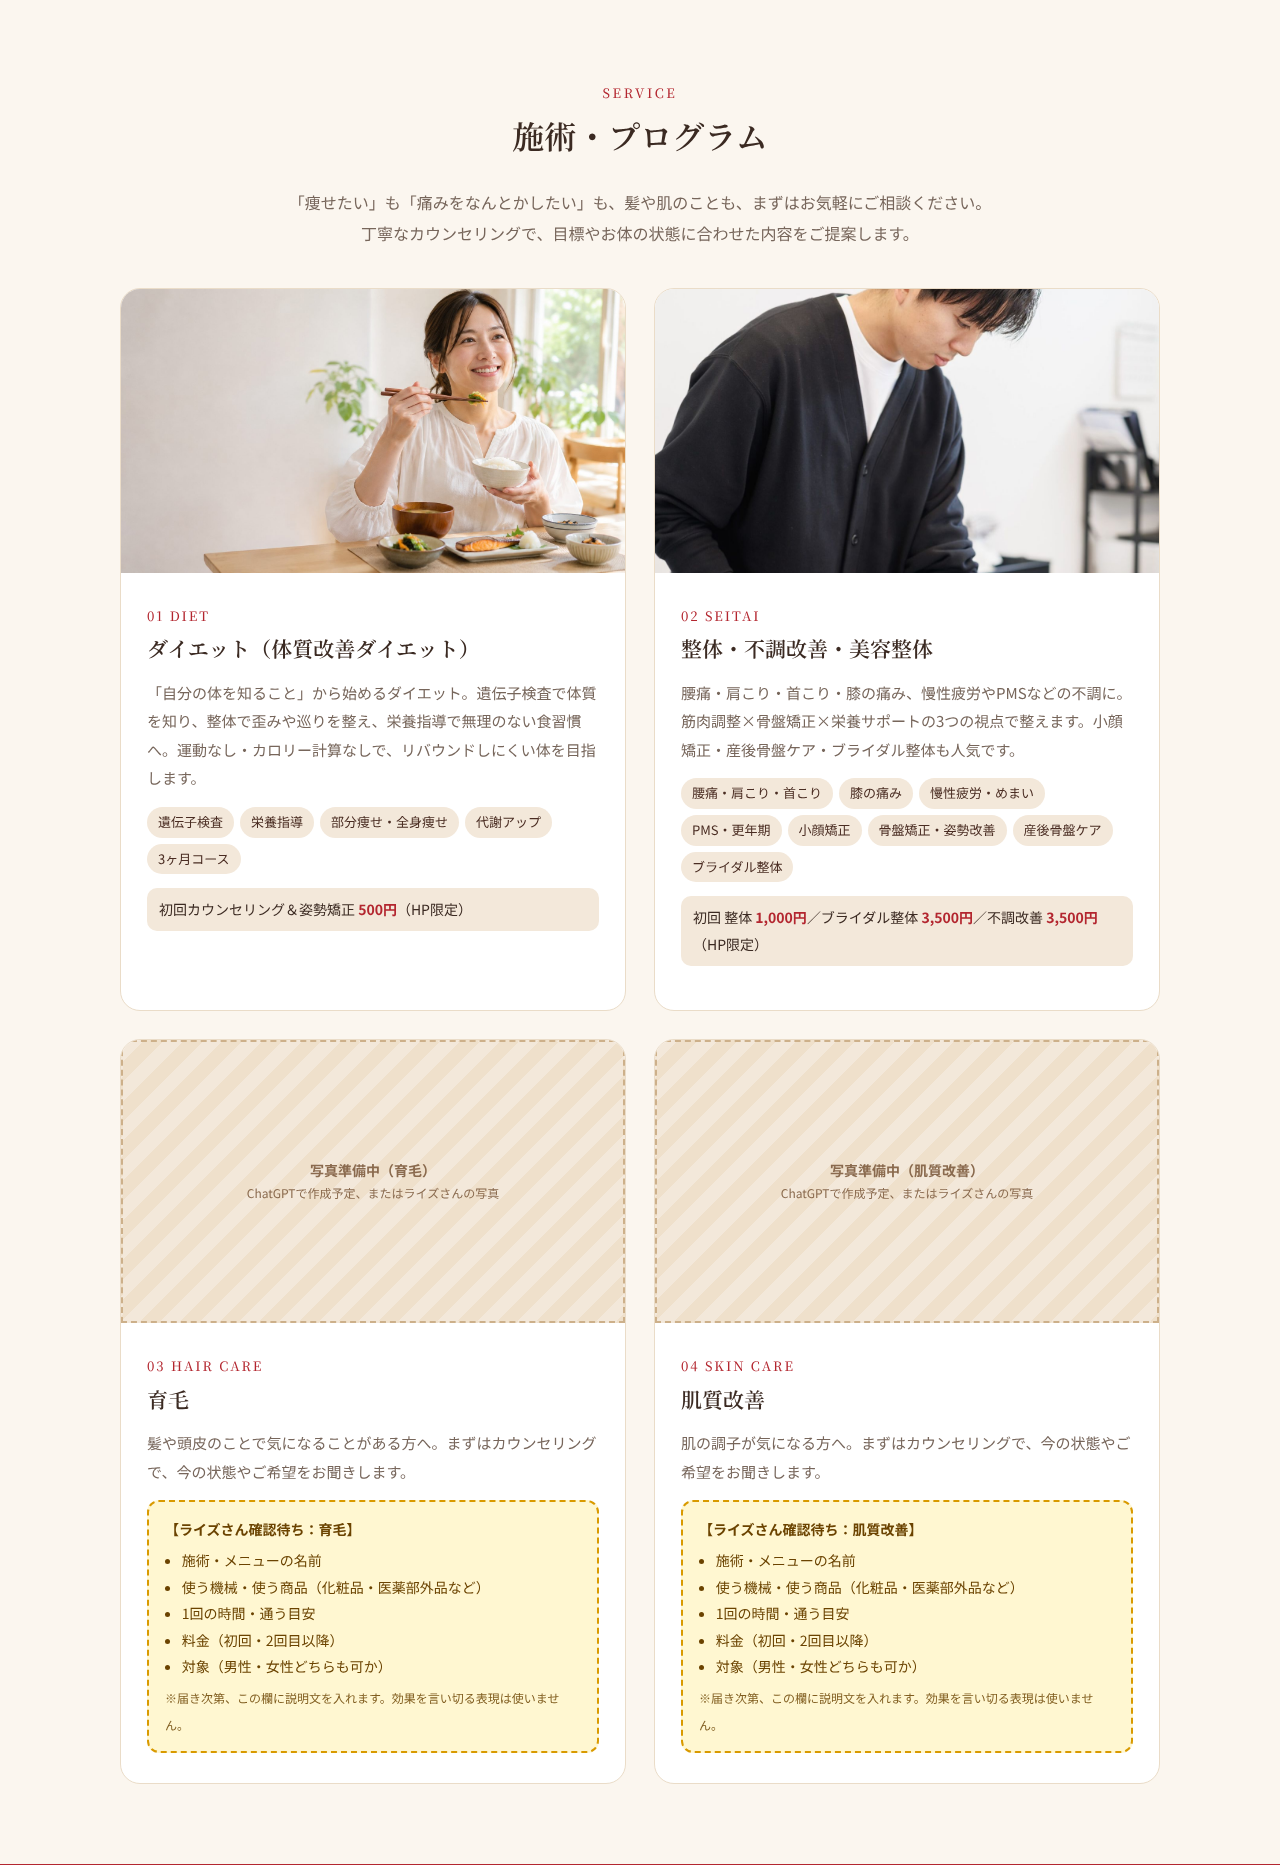 SERVICE
施術・プログラム
「痩せたい」も「痛みをなんとかしたい」も、髪や肌のことも、まずはお気軽にご相談ください。
丁寧なカウンセリングで、目標やお体の状態に合わせた内容をご提案します。
01 DIET
ダイエット（体質改善ダイエット）
「自分の体を知ること」から始めるダイエット。遺伝子検査で体質
を知り、整体で歪みや巡りを整え、栄養指導で無理のない食習慣
へ。運動なし・カロリー計算なしで、リバウンドしにくい体を目指
します。
遺伝子検査 栄養指導 部分痩せ・全身痩せ 代謝アップ
3ヶ月コース
初回カウンセリング＆姿勢矯正 500円（HP限定）
02 SEITAI
整体・不調改善・美容整体
腰痛・肩こり・首こり・膝の痛み、慢性疲労やPMSなどの不調に。
筋肉調整×骨盤矯正×栄養サポートの3つの視点で整えます。小顔
矯正・産後骨盤ケア・ブライダル整体も人気です。
腰痛・肩こり・首こり 膝の痛み 慢性疲労・めまい
PMS・更年期 小顔矯正 骨盤矯正・姿勢改善 産後骨盤ケア
ブライダル整体
初回 整体 1,000円／ブライダル整体 3,500円／不調改善 3,500円
（HP限定）
写真準備中（育毛）
ChatGPTで作成予定、またはライズさんの写真
03 HAIR CARE
育毛
髪や頭皮のことで気になることがある方へ。まずはカウンセリング
で、今の状態やご希望をお聞きします。
【ライズさん確認待ち：育毛】
• 施術・メニューの名前
• 使う機械・使う商品（化粧品・医薬部外品など）
• 1回の時間・通う目安
• 料金（初回・2回目以降）
• 対象（男性・女性どちらも可か）
※届き次第、この欄に説明文を入れます。効果を言い切る表現は使いませ
ん。
写真準備中（肌質改善）
ChatGPTで作成予定、またはライズさんの写真
04 SKIN CARE
肌質改善
肌の調子が気になる方へ。まずはカウンセリングで、今の状態やご
希望をお聞きします。
【ライズさん確認待ち：肌質改善】
• 施術・メニューの名前
• 使う機械・使う商品（化粧品・医薬部外品など）
• 1回の時間・通う目安
• 料金（初回・2回目以降）
• 対象（男性・女性どちらも可か）
※届き次第、この欄に説明文を入れます。効果を言い切る表現は使いませ
ん。